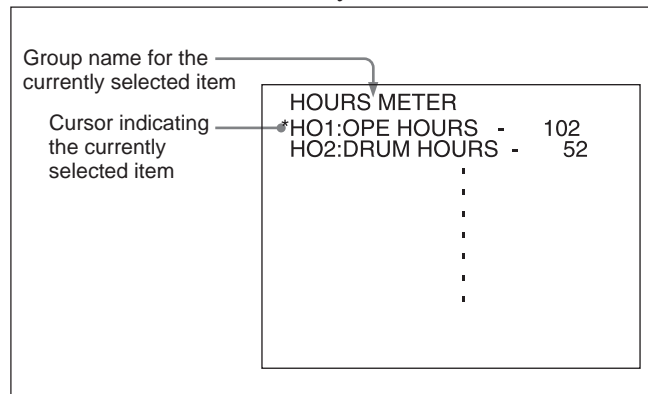 Group name for the
currently selected item
Cursor indicating
the currently
selected item
HOURS METER
*HO1:OPE HOURS - 102
HO2:DRUM HOURS - 52